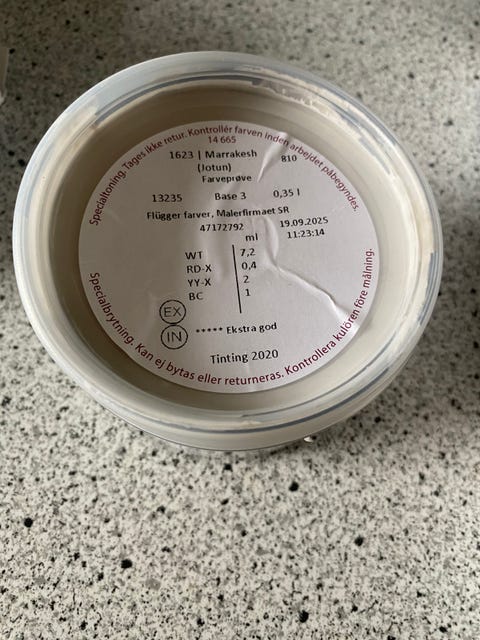 Specialtoning. Tages ikke retur. Kontrollér farven inden arbejdet påbegyndes.
14 665
1623 | Marrakesh 810
(Jotun)
Farveprøve
13235 Base 3 0,35 l
Flügger farver, Malerfirmaet SR
47172792 19.09.2025
ml 11:23:14
WT 7,2
RD-X 0,4
YY-X 2
BC 1
EX
IN ***** Ekstra god
Tinting 2020
Specialbrytning. Kan ej bytas eller returneras. Kontrollera kulören före målning.